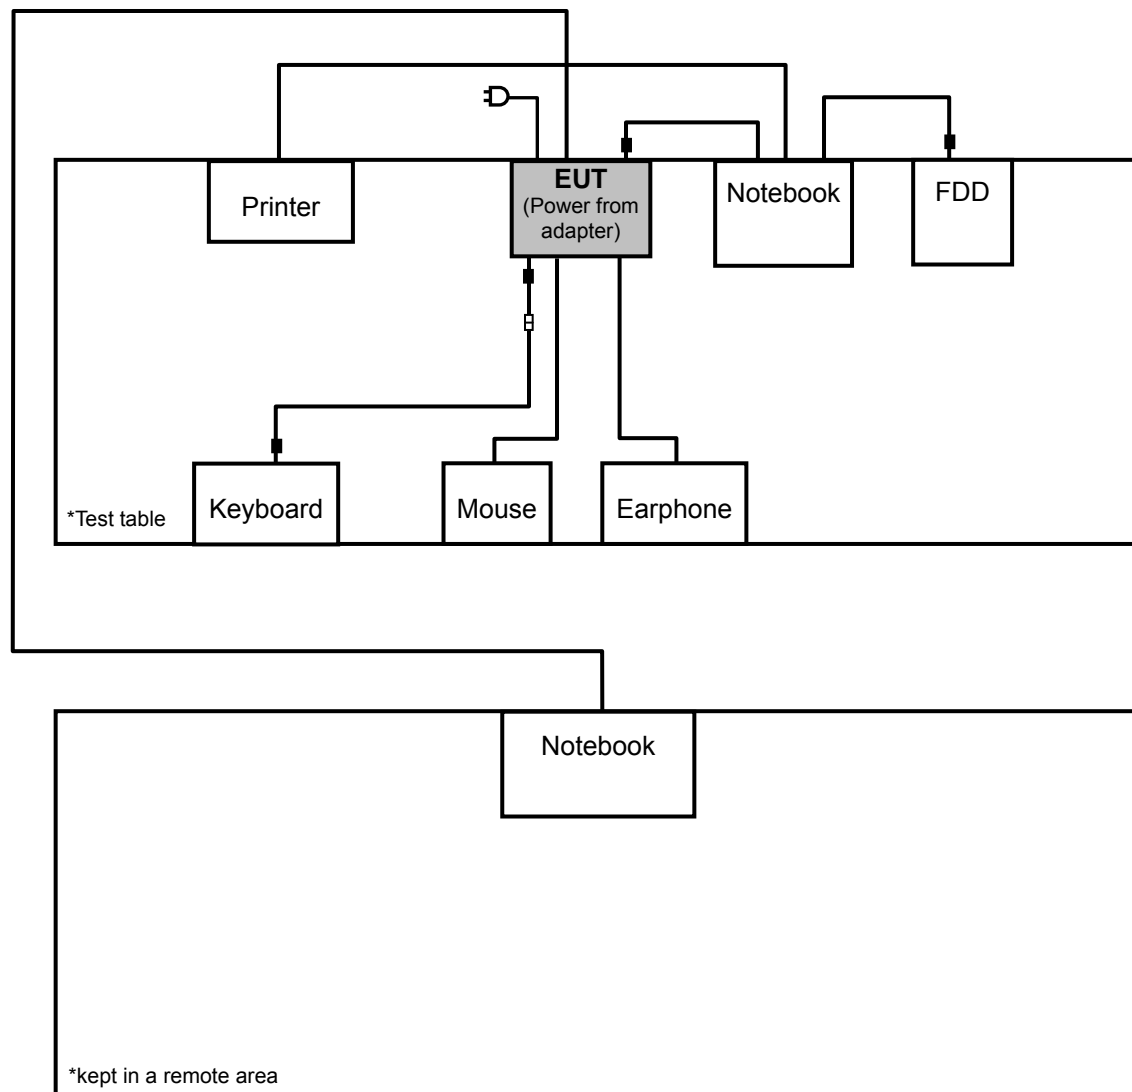 EUT
(Power from
adapter)
Printer
Notebook
FDD
Keyboard
Mouse
Earphone
*Test table
Notebook
*kept in a remote area